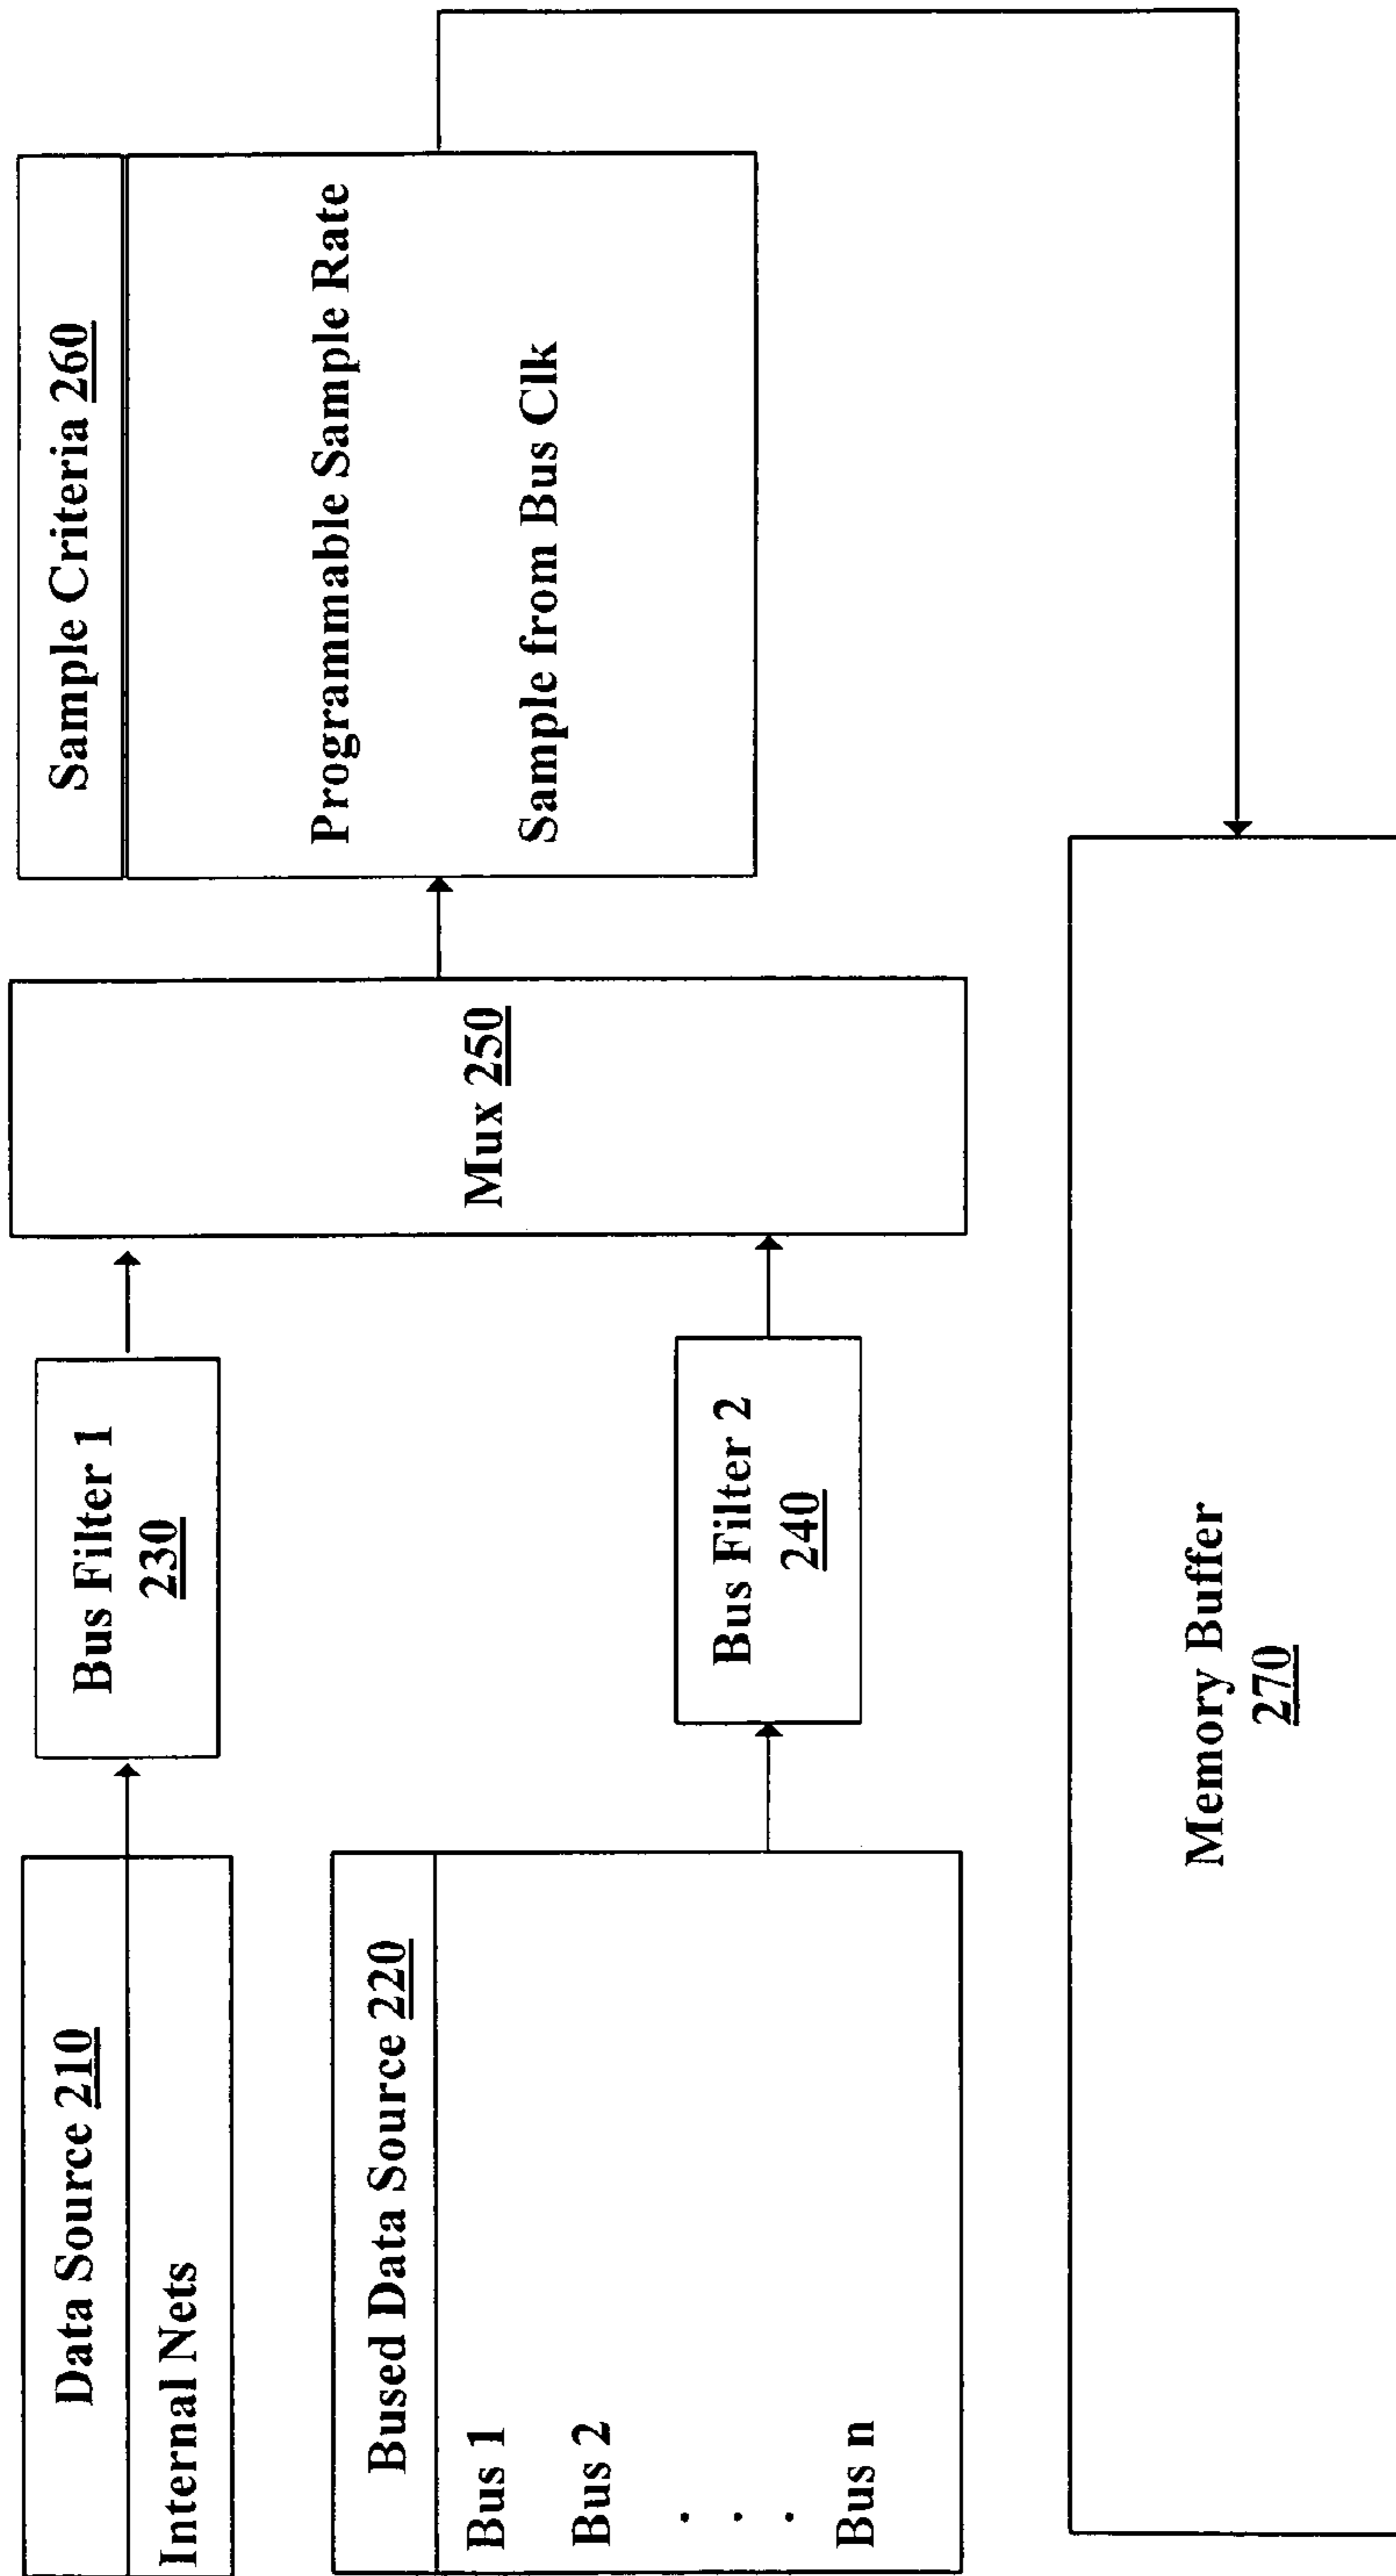 Data Source 210
Internal Nets
Bused Data Source 220
Bus 1
Bus 2
. . .
Bus n
Bus Filter 1
230
Bus Filter 2
240
Mux 250
Sample Criteria 260
Programmable Sample Rate
Sample from Bus Clk
Memory Buffer
270